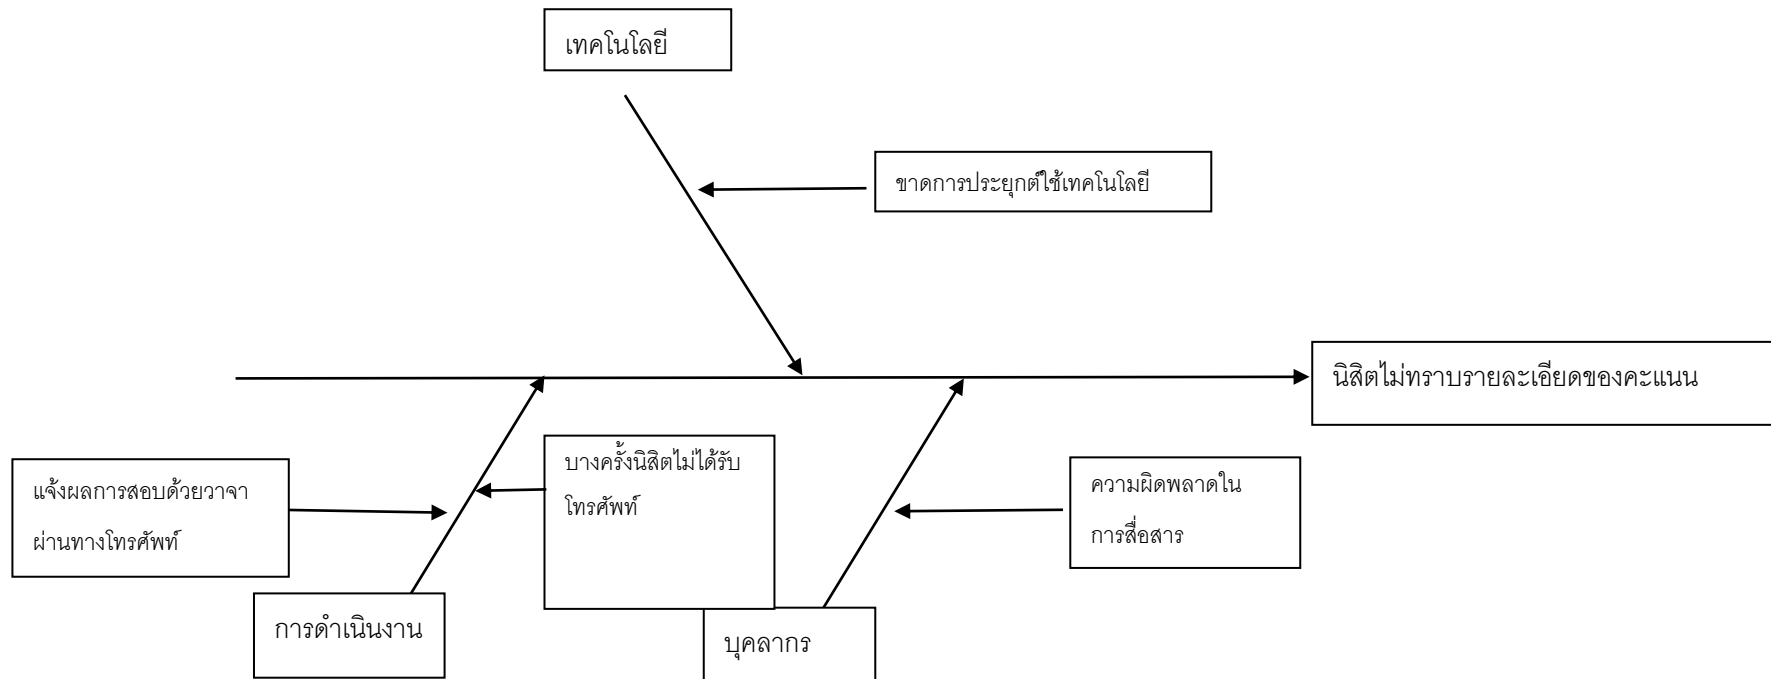 เทคโนโลยี
ขาดการประยุกต์ใช้เทคโนโลยี
นิสิตไม่ทราบรายละเอียดของคะแนน
บางครั้งนิสิตไม่ได้รับ
โทรศัพท์
แจ้งผลการสอบด้วยวาจา
ผ่านทางโทรศัพท์
ความผิดพลาดใน
การสื่อสาร
การดำเนินงาน
บุคลากร